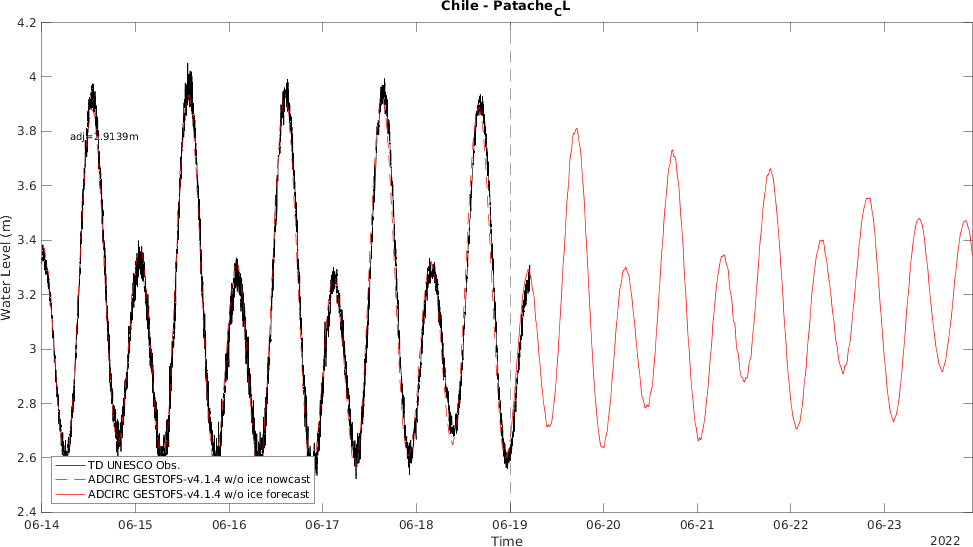 Chile - Patache_CL
4.2
4
3.8
3.6
3.4
3.2
3
2.8
2.6
2.4
Water Level (m)
adj=2.9139m
TD UNESCO Obs.
ADCIRC GESTOFS-v4.1.4 w/o ice nowcast
ADCIRC GESTOFS-v4.1.4 w/o ice forecast
06-14 06-15 06-16 06-17 06-18 06-19 06-20 06-21 06-22 06-23
Time
2022